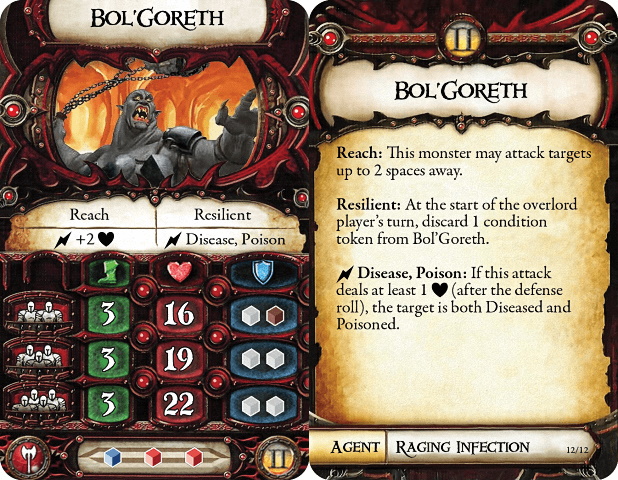 Bol'Goreth
Reach Resilient
+2 Disease, Poison
3 16
3 19
3 22
II
II
Bol'Goreth
Reach: This monster may attack targets
up to 2 spaces away.
Resilient: At the start of the overlord
player's turn, discard 1 condition
token from Bol'Goreth.
Disease, Poison: If this attack
deals at least 1 (after the defense
roll), the target is both Diseased and
Poisoned.
Agent Raging Infection 12/12